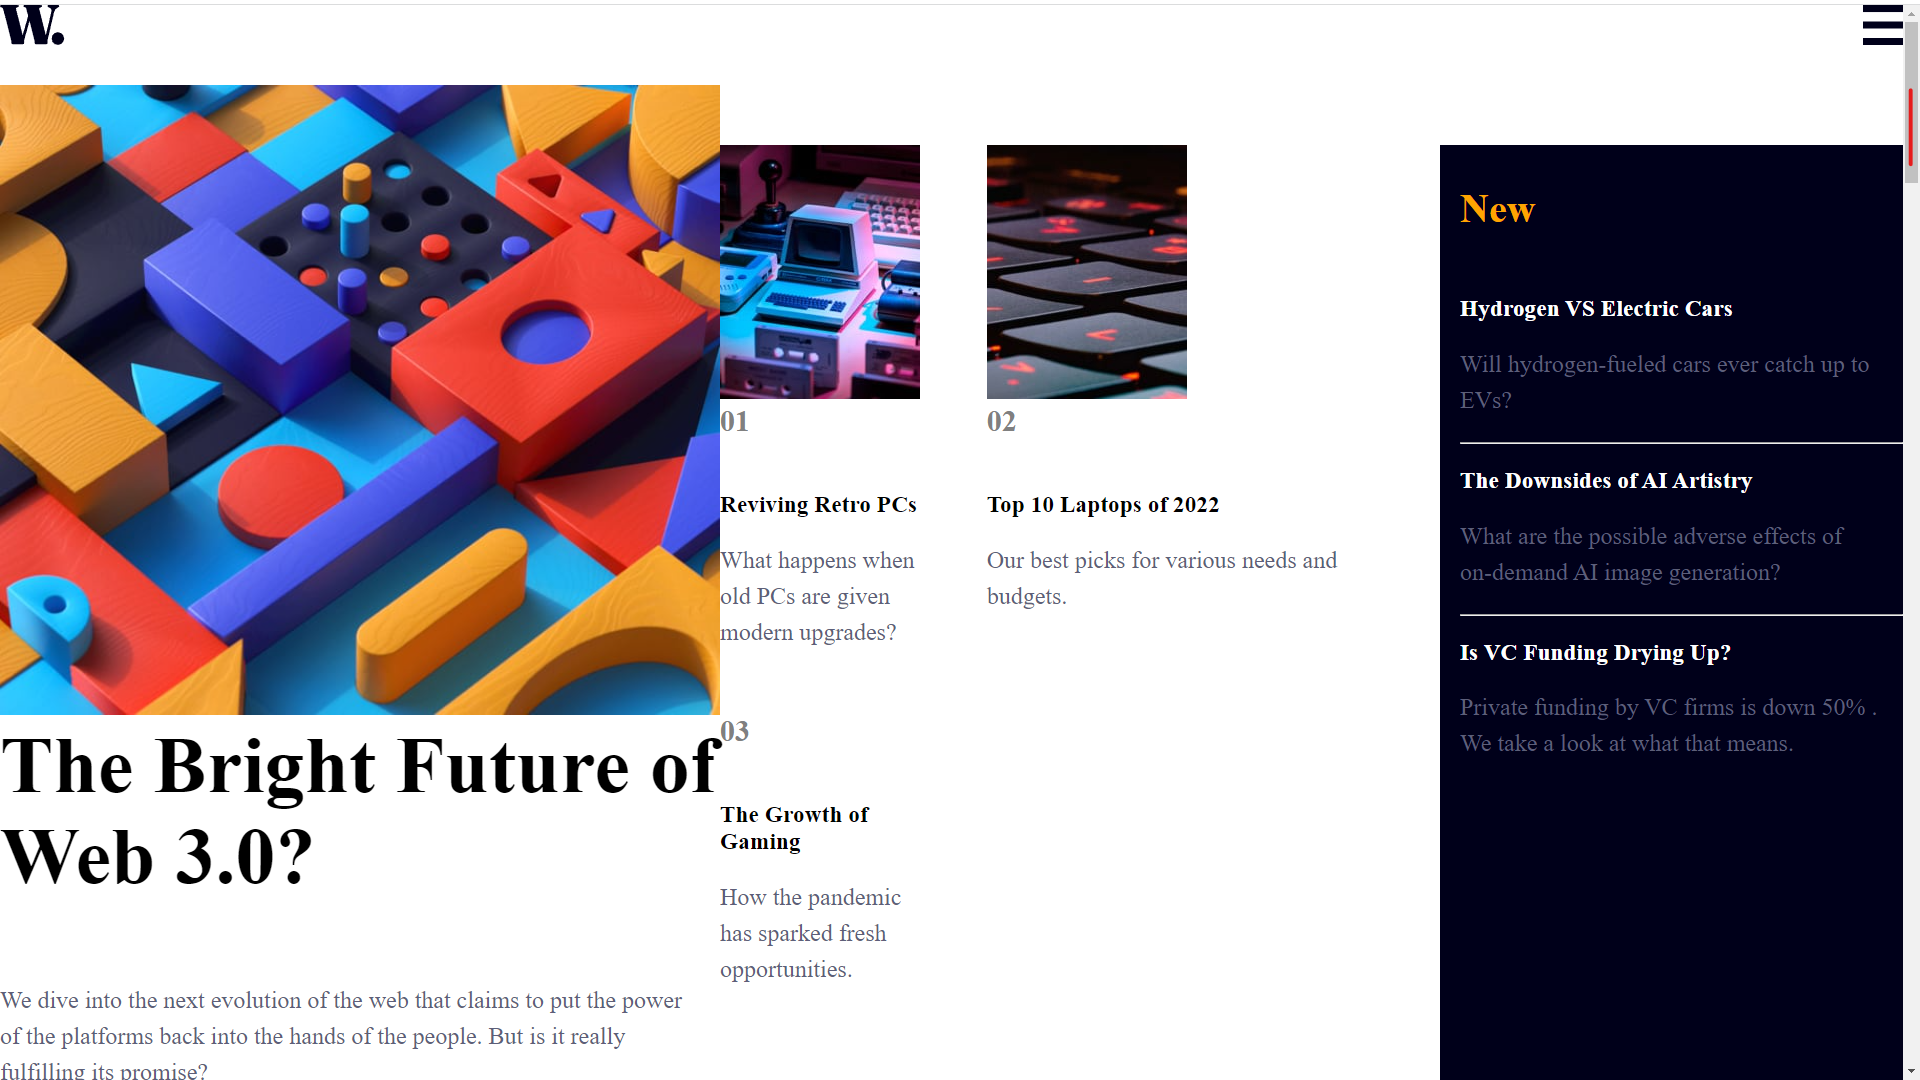 W.
The Bright Future of
Web 3.0?
We dive into the next evolution of the web that claims to put the power
of the platforms back into the hands of the people. But is it really
fulfilling its promise?
01
Reviving Retro PCs
What happens when
old PCs are given
modern upgrades?
02
Top 10 Laptops of 2022
Our best picks for various needs and
budgets.
03
The Growth of
Gaming
How the pandemic
has sparked fresh
opportunities.
New
Hydrogen VS Electric Cars
Will hydrogen-fueled cars ever catch up to
EVs?
The Downsides of AI Artistry
What are the possible adverse effects of
on-demand AI image generation?
Is VC Funding Drying Up?
Private funding by VC firms is down 50% .
We take a look at what that means.